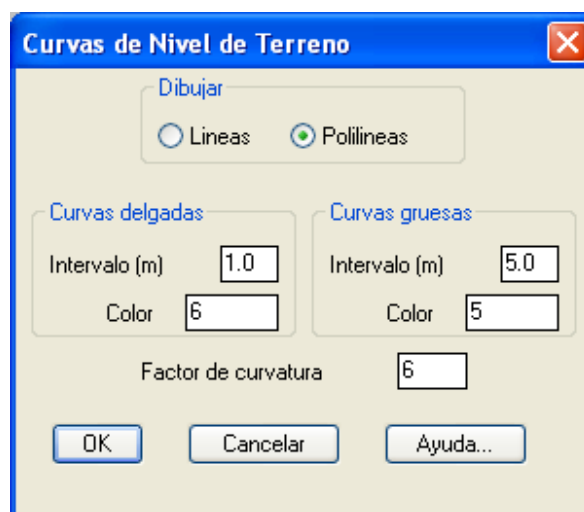 Curvas de Nivel de Terreno
Dibujar
Lineas Polilineas
Curvas delgadas Curvas gruesas
Intervalo (m) 1.0 Intervalo (m) 5.0
Color 6 Color 5
Factor de curvatura 6
OK Cancelar Ayuda...